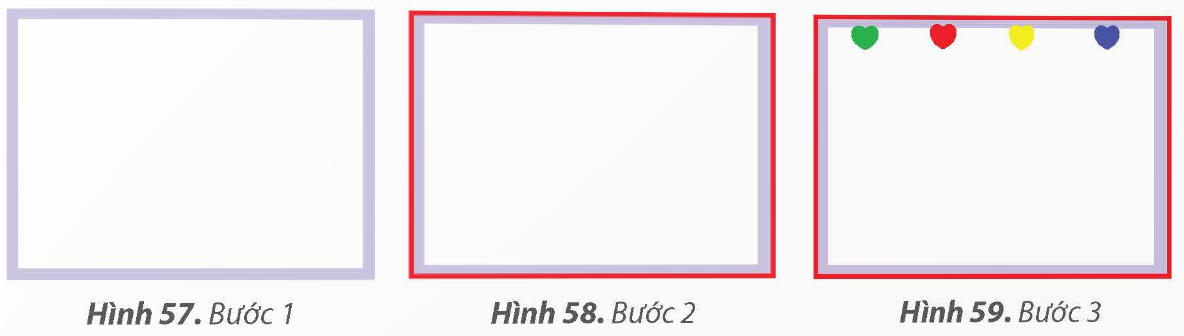 Hình 57. Bước 1
Hình 58. Bước 2
Hình 59. Bước 3